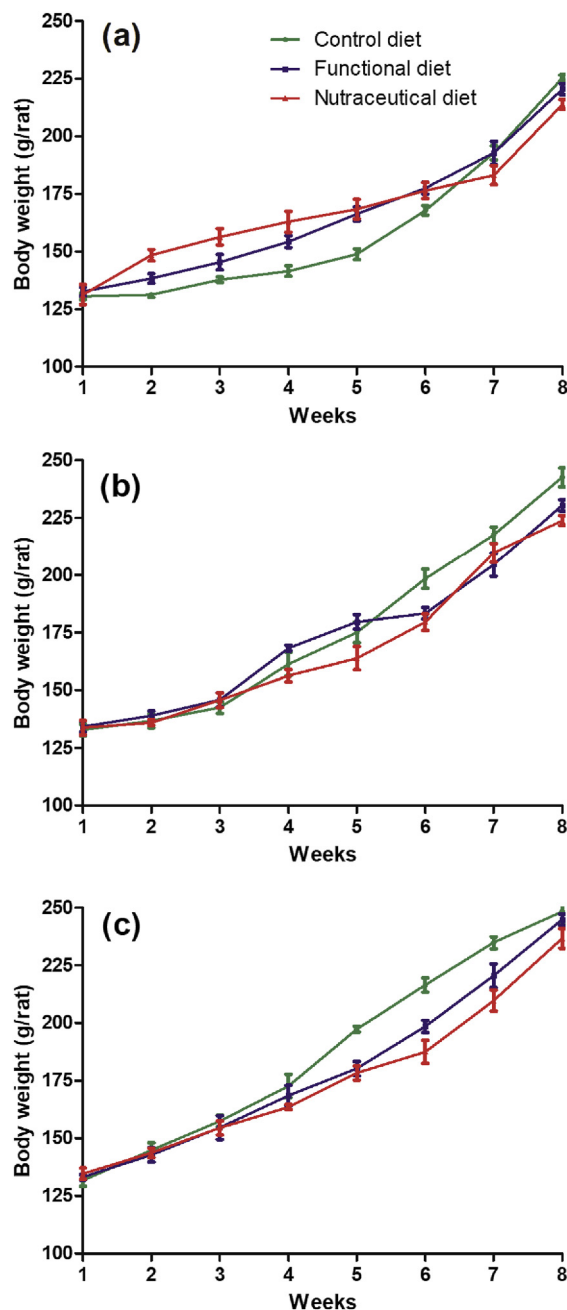 (a)
Control diet
Functional diet
Nutraceutical diet
Body weight (g/rat)
250
225
200
175
150
125
100
1 2 3 4 5 6 7 8
Weeks
(b)
Body weight (g/rat)
250
225
200
175
150
125
100
1 2 3 4 5 6 7 8
Weeks
(c)
Body weight (g/rat)
250
225
200
175
150
125
100
1 2 3 4 5 6 7 8
Weeks